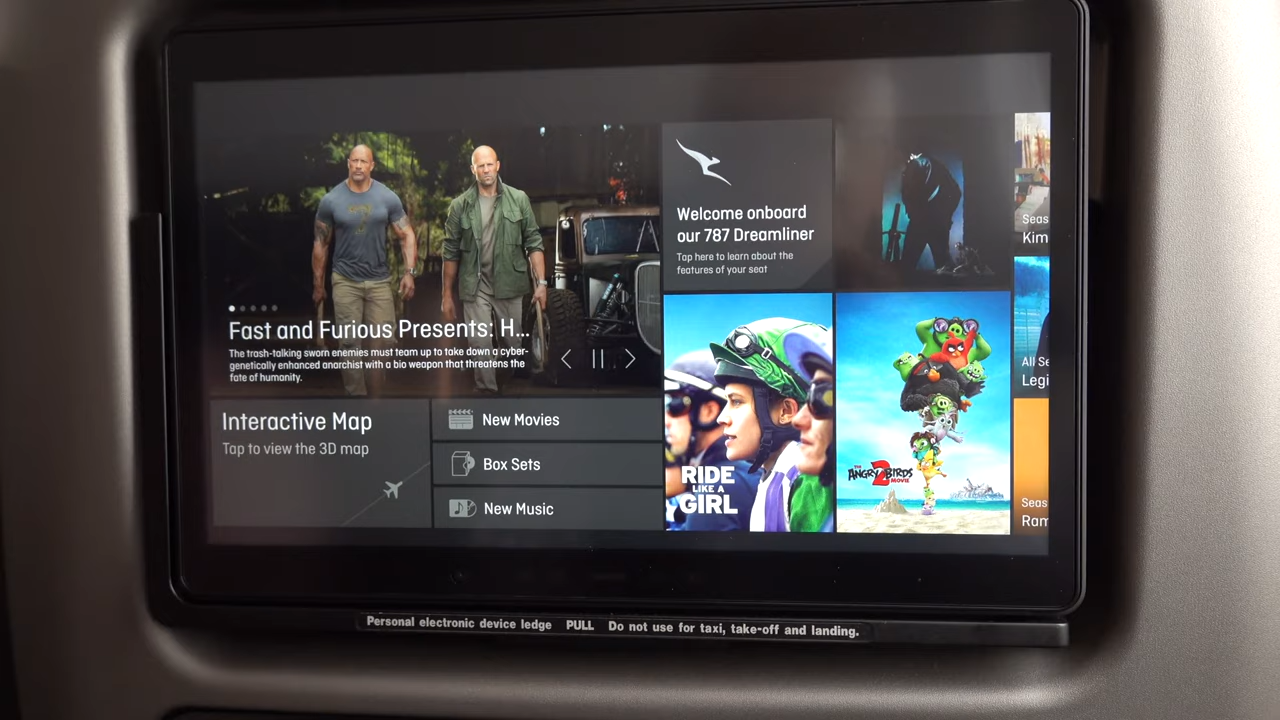 Fast and Furious Presents: H...
The trash-talking sworn enemies must team up to take down a cyber-
genetically enhanced anarchist with a bio weapon that threatens the
fate of humanity.
Interactive Map
Tap to view the 3D map
New Movies
Box Sets
New Music
Welcome onboard
our 787 Dreamliner
Tap here to learn about the
features of your seat
RIDE
LIKE A
GIRL
THE
ANGRY BIRDS
2
MOVIE
Seas
Kim
All Se
Legi
Seas
Ram
Personal electronic device ledge PULL Do not use for taxi, take-off and landing.